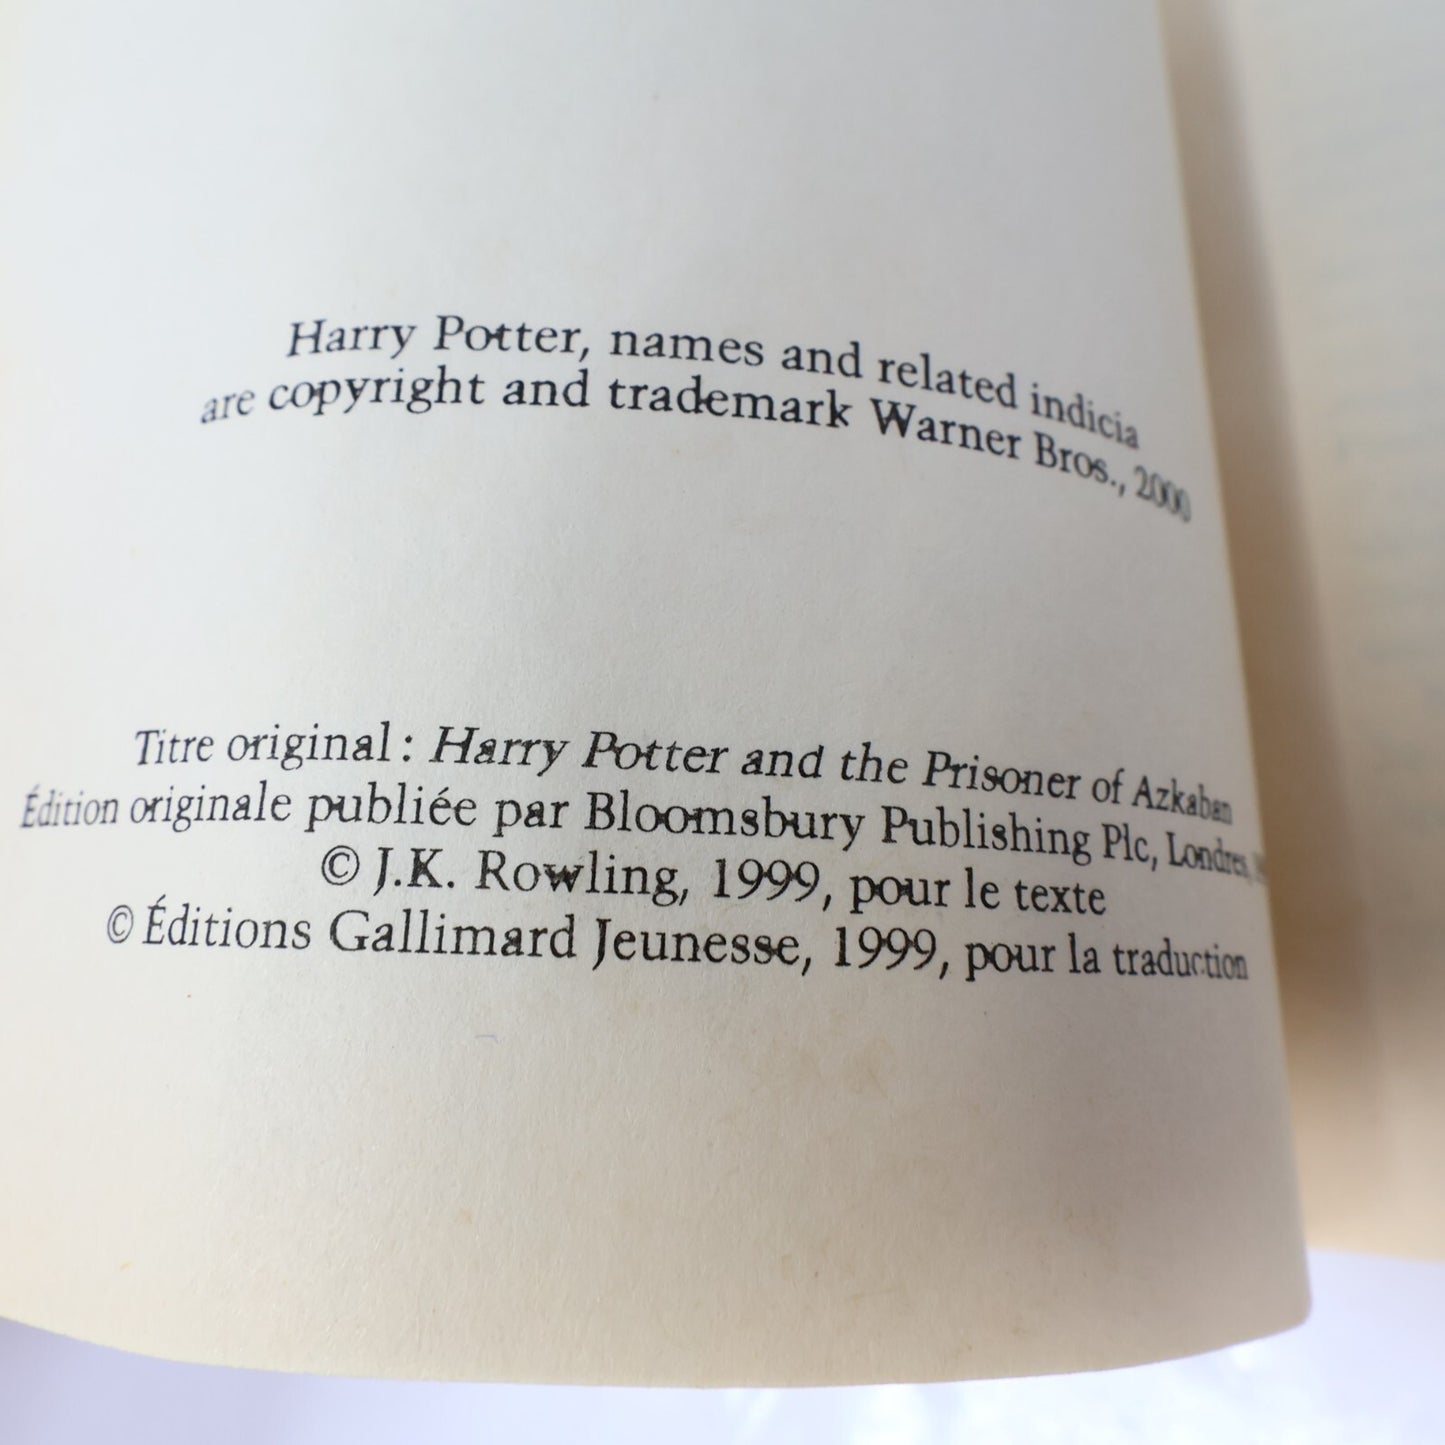 Harry Potter, names and related indicia
are copyright and trademark Warner Bros., 2000
Titre original : Harry Potter and the Prisoner of Azkaban
Édition originale publiée par Bloomsbury Publishing Plc, Londres,
© J.K. Rowling, 1999, pour le texte
© Éditions Gallimard Jeunesse, 1999, pour la traduction